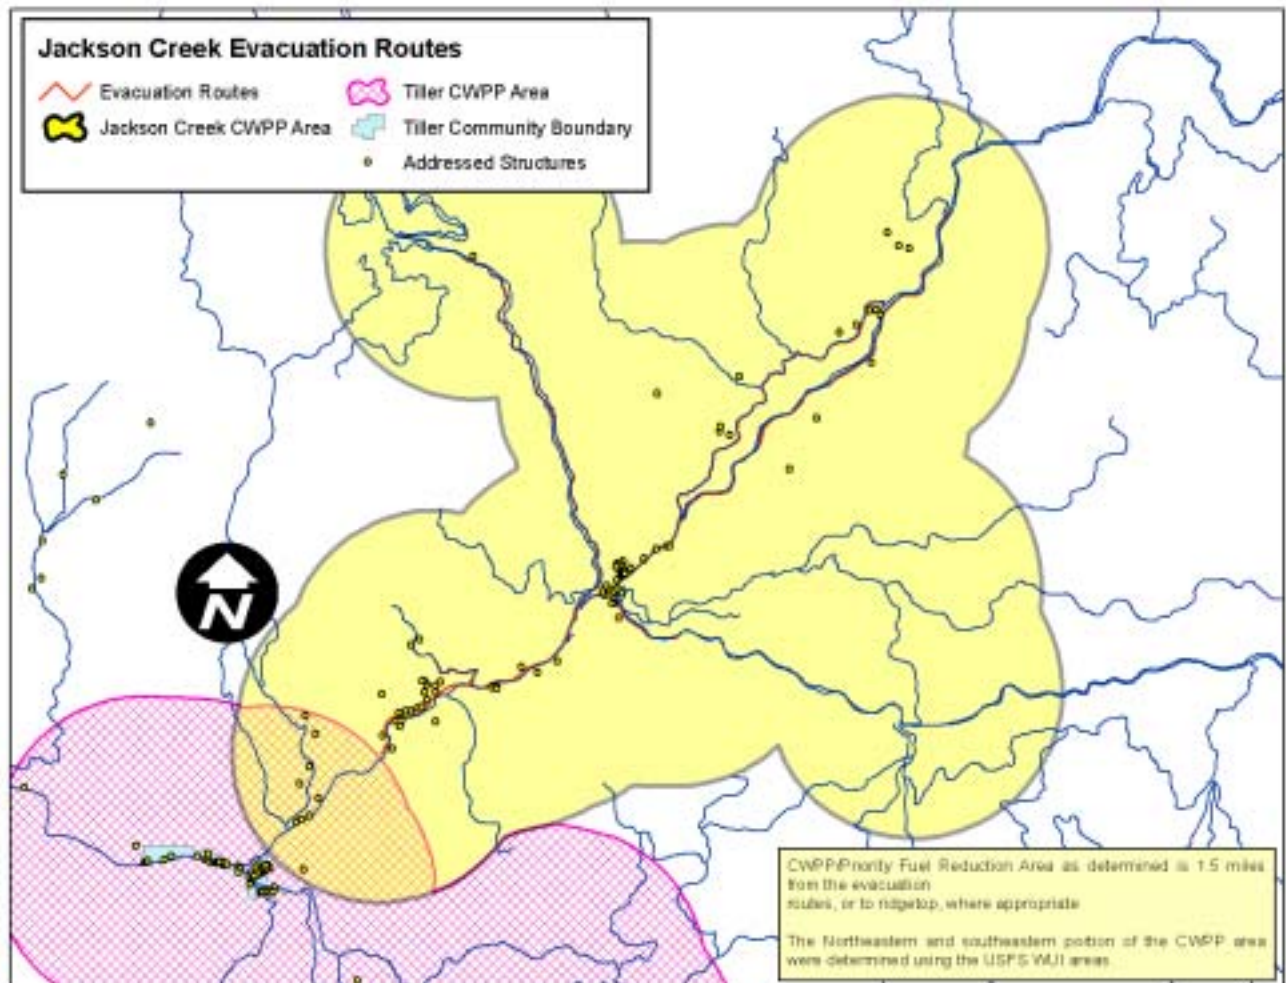 Jackson Creek Evacuation Routes
Evacuation Routes
Tiller CWPP Area
Jackson Creek CWPP Area
Tiller Community Boundary
Addressed Structures
N
CWPP/Priority Fuel Reduction Area as determined is 1.5 miles
from the evacuation
routes, or to ridgetop, where appropriate
The Northeastern and southeastern portion of the CWPP area
were determined using the USFS WUI areas